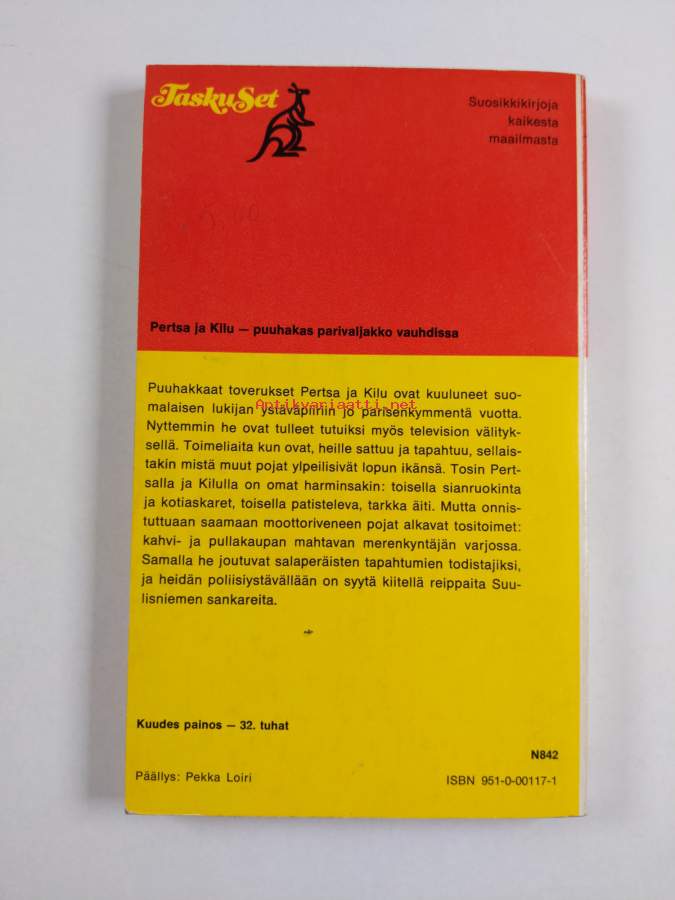 TaskuSet
Suosikkikirjoja
kaikesta
maailmasta
Pertsa ja Kilu — puuhakas parivaljakko vauhdissa
Puuhakkaat toverukset Pertsa ja Kilu ovat kuuluneet suo-
malaisen lukijan ystäväpiiriin jo parisenkymmentä vuotta.
Antikvariaatti.net
Nyttemmin he ovat tulleet tutuiksi myös television välityk-
sellä. Toimeliaita kun ovat, heille sattuu ja tapahtuu, sellais-
takin mistä muut pojat ylpeilisivät lopun ikänsä. Tosin Pert-
salla ja Kilulla on omat harminsakin: toisella sianruokinta
ja kotiaskaret, toisella patisteleva, tarkka äiti. Mutta onnis-
tuttuaan saamaan moottoriveneen pojat alkavat tositoimet:
kahvi- ja pullakaupan mahtavan merenkyntäjän varjossa.
Samalla he joutuvat salaperäisten tapahtumien todistajiksi,
ja heidän poliisiystävällään on syytä kiitellä reippaita Suu-
lisniemen sankareita.
Kuudes painos — 32. tuhat
N842
Päällys: Pekka Loiri
ISBN 951-0-00117-1